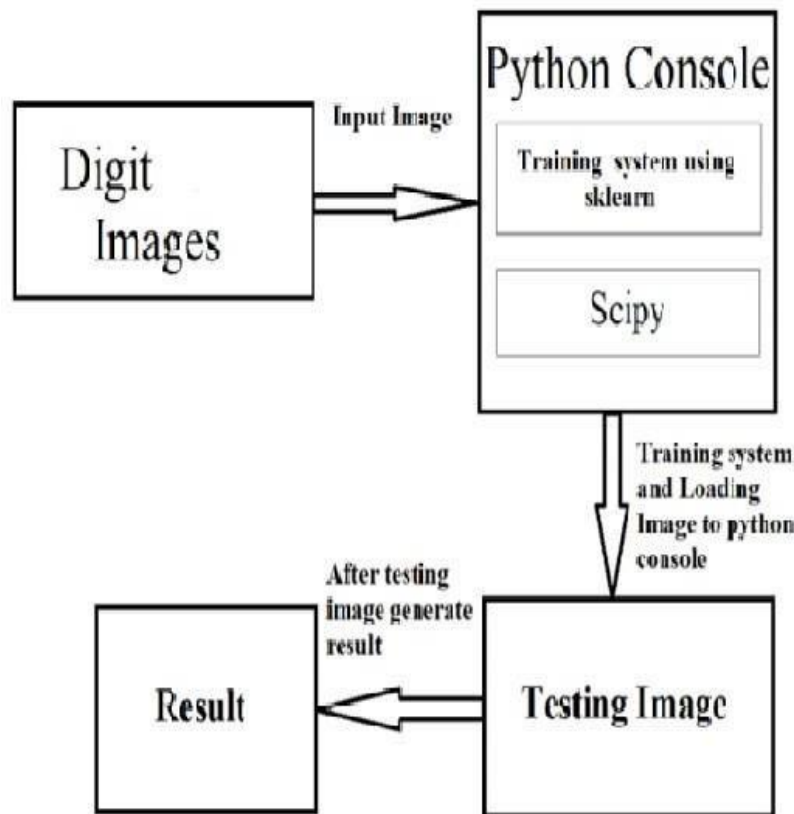 Digit
Images
Input Image
Python Console
Training system using
sklearn
Scipy
Training system
and Loading
Image to python
console
Testing Image
After testing
image generate
result
Result